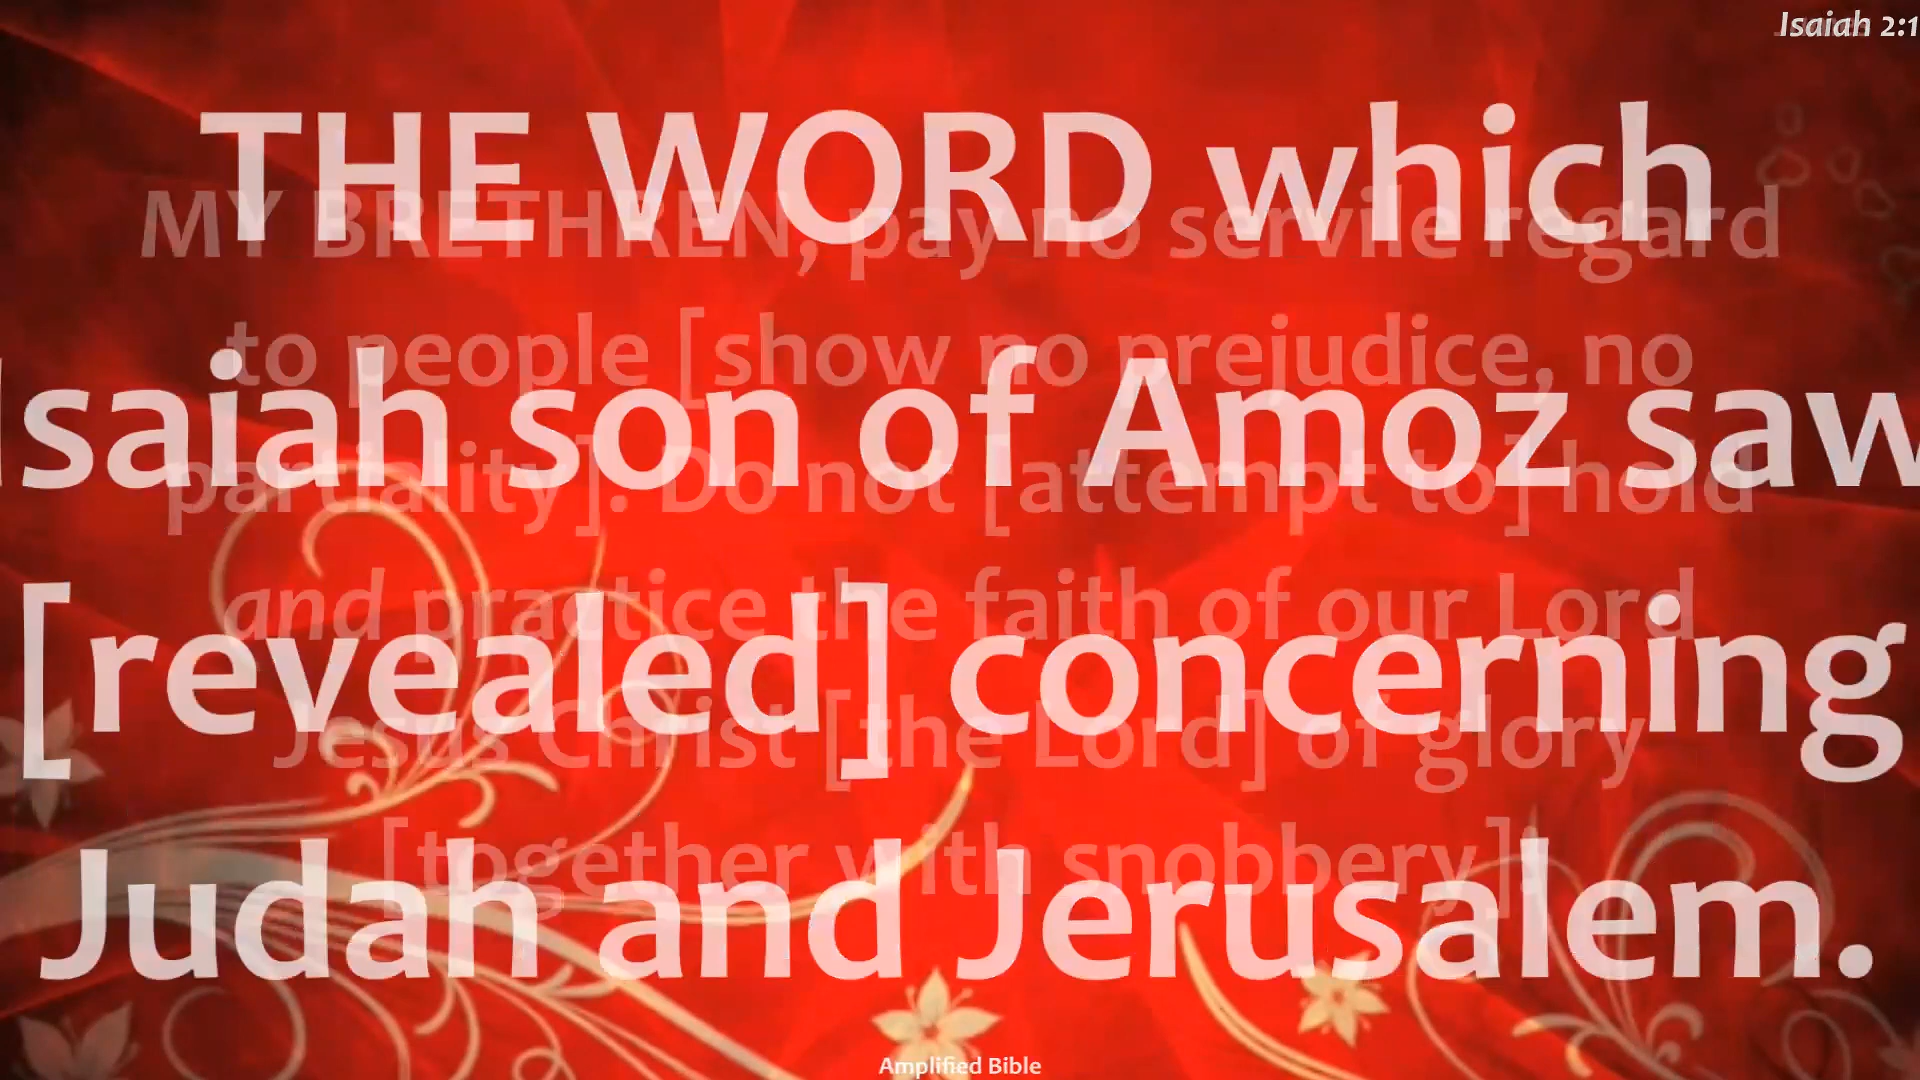 Isaiah 2:1
THE WORD which
Isaiah son of Amoz saw
[revealed] concerning
Judah and Jerusalem.
MY BRETHREN, pay no servile regard
to people [show no prejudice, no
partiality]. Do not [attempt to] hold
and practice the faith of our Lord
Jesus Christ [the Lord] of glory
[together with snobbery]!
Amplified Bible